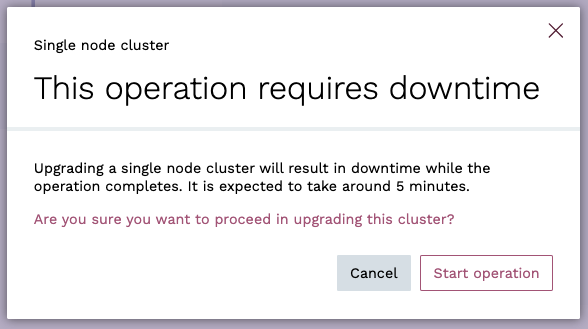 Single node cluster
This operation requires downtime
Upgrading a single node cluster will result in downtime while the
operation completes. It is expected to take around 5 minutes.
Are you sure you want to proceed in upgrading this cluster?
Cancel
Start operation